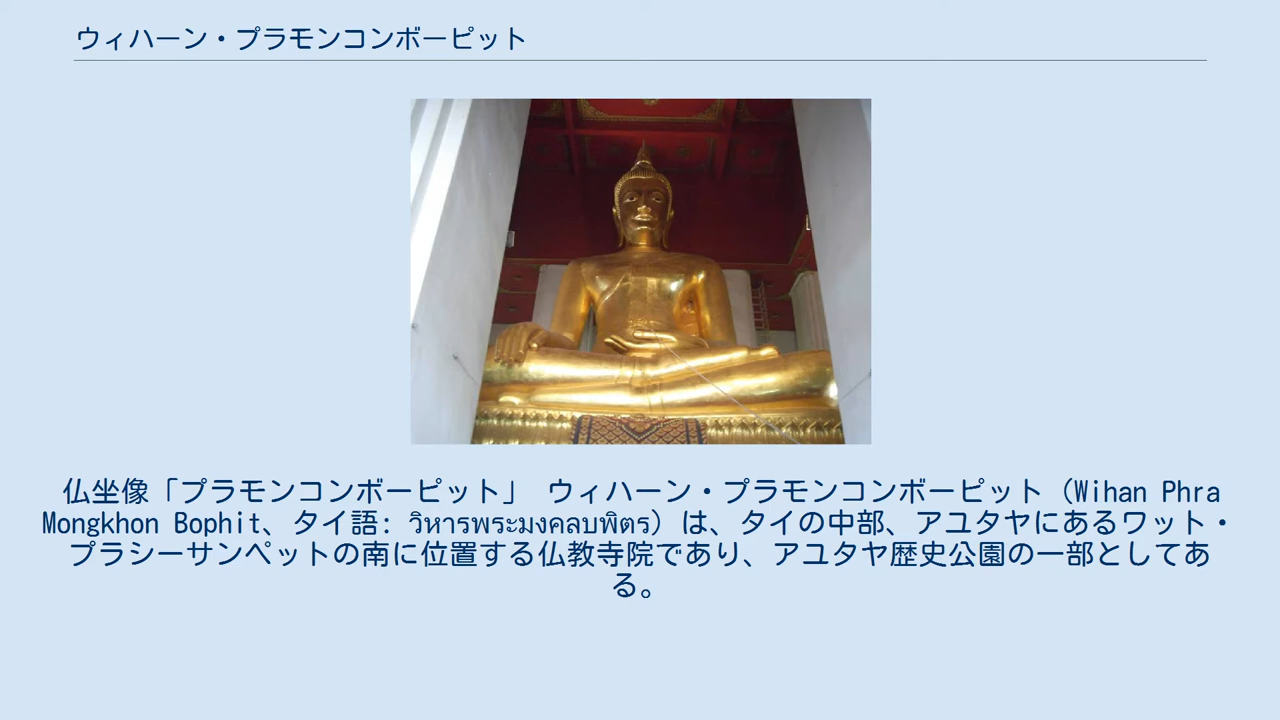 ウィハーン・プラモンコンボーピット
仏坐像「プラモンコンボーピット」 ウィハーン・プラモンコンボーピット (Wihan Phra
Mongkhon Bophit、タイ語: วิหารพระมงคลบพิตร) は、タイの中部、アユタヤにあるワット・
プラシーサンペットの南に位置する仏教寺院であり、アユタヤ歴史公園の一部としてあ
る。